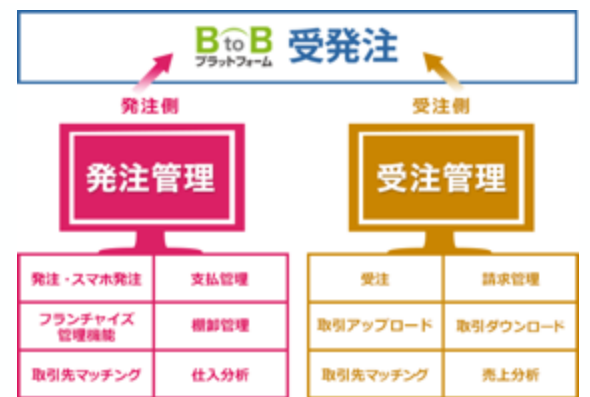 BtoB
プラットフォーム
受発注
発注側
受注側
発注管理
受注管理
発注・スマホ発注
支払管理
フランチャイズ
管理機能
棚卸管理
取引先マッチング
仕入分析
受注
請求管理
取引アップロード
取引ダウンロード
取引先マッチング
売上分析